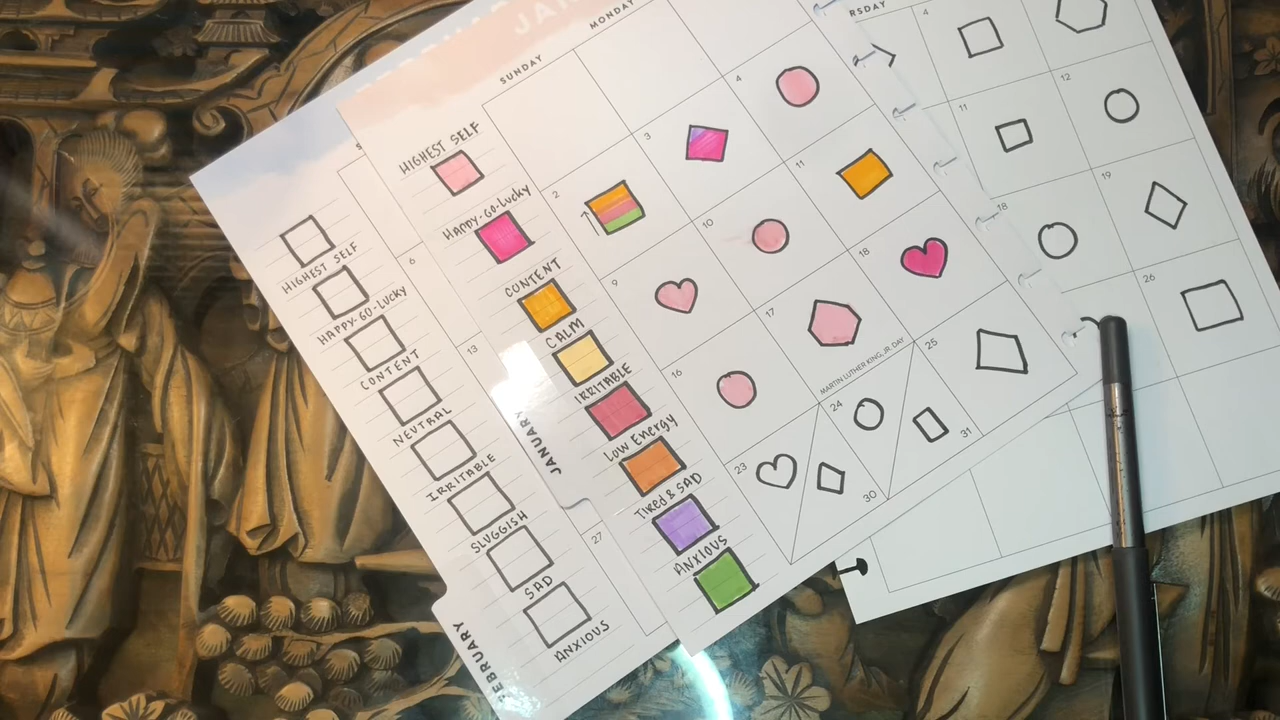 JAN
SUNDAY
MONDAY
RSDAY
HIGHEST SELF
HAPPY-GO-LUCKY
CONTENT
CALM
IRRITABLE
Low Energy
TIRED & SAD
ANXIOUS
JANUARY
2
3
4
9
10
11
16
17
MARTIN LUTHER KING, JR. DAY
18
23
24
25
30
31
HIGHEST SELF
HAPPY-GO-LUCKY
CONTENT
NEUTRAL
IRRITABLE
SLUGGISH
SAD
ANXIOUS
FEBRUARY
6
13
27
4
11
12
18
19
26